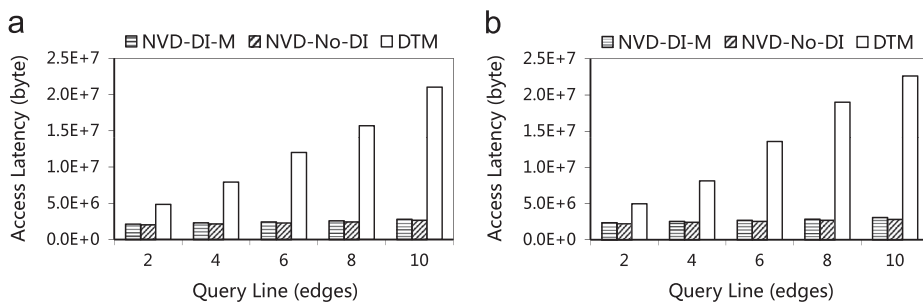 a
NVD-DI-M NVD-No-DI DTM
Access Latency (byte)
2.5E+7
2.0E+7
1.5E+7
1.0E+7
5.0E+6
0.0E+0
2 4 6 8 10
Query Line (edges)
b
NVD-DI-M NVD-No-DI DTM
Access Latency (byte)
2.5E+7
2.0E+7
1.5E+7
1.0E+7
5.0E+6
0.0E+0
2 4 6 8 10
Query Line (edges)